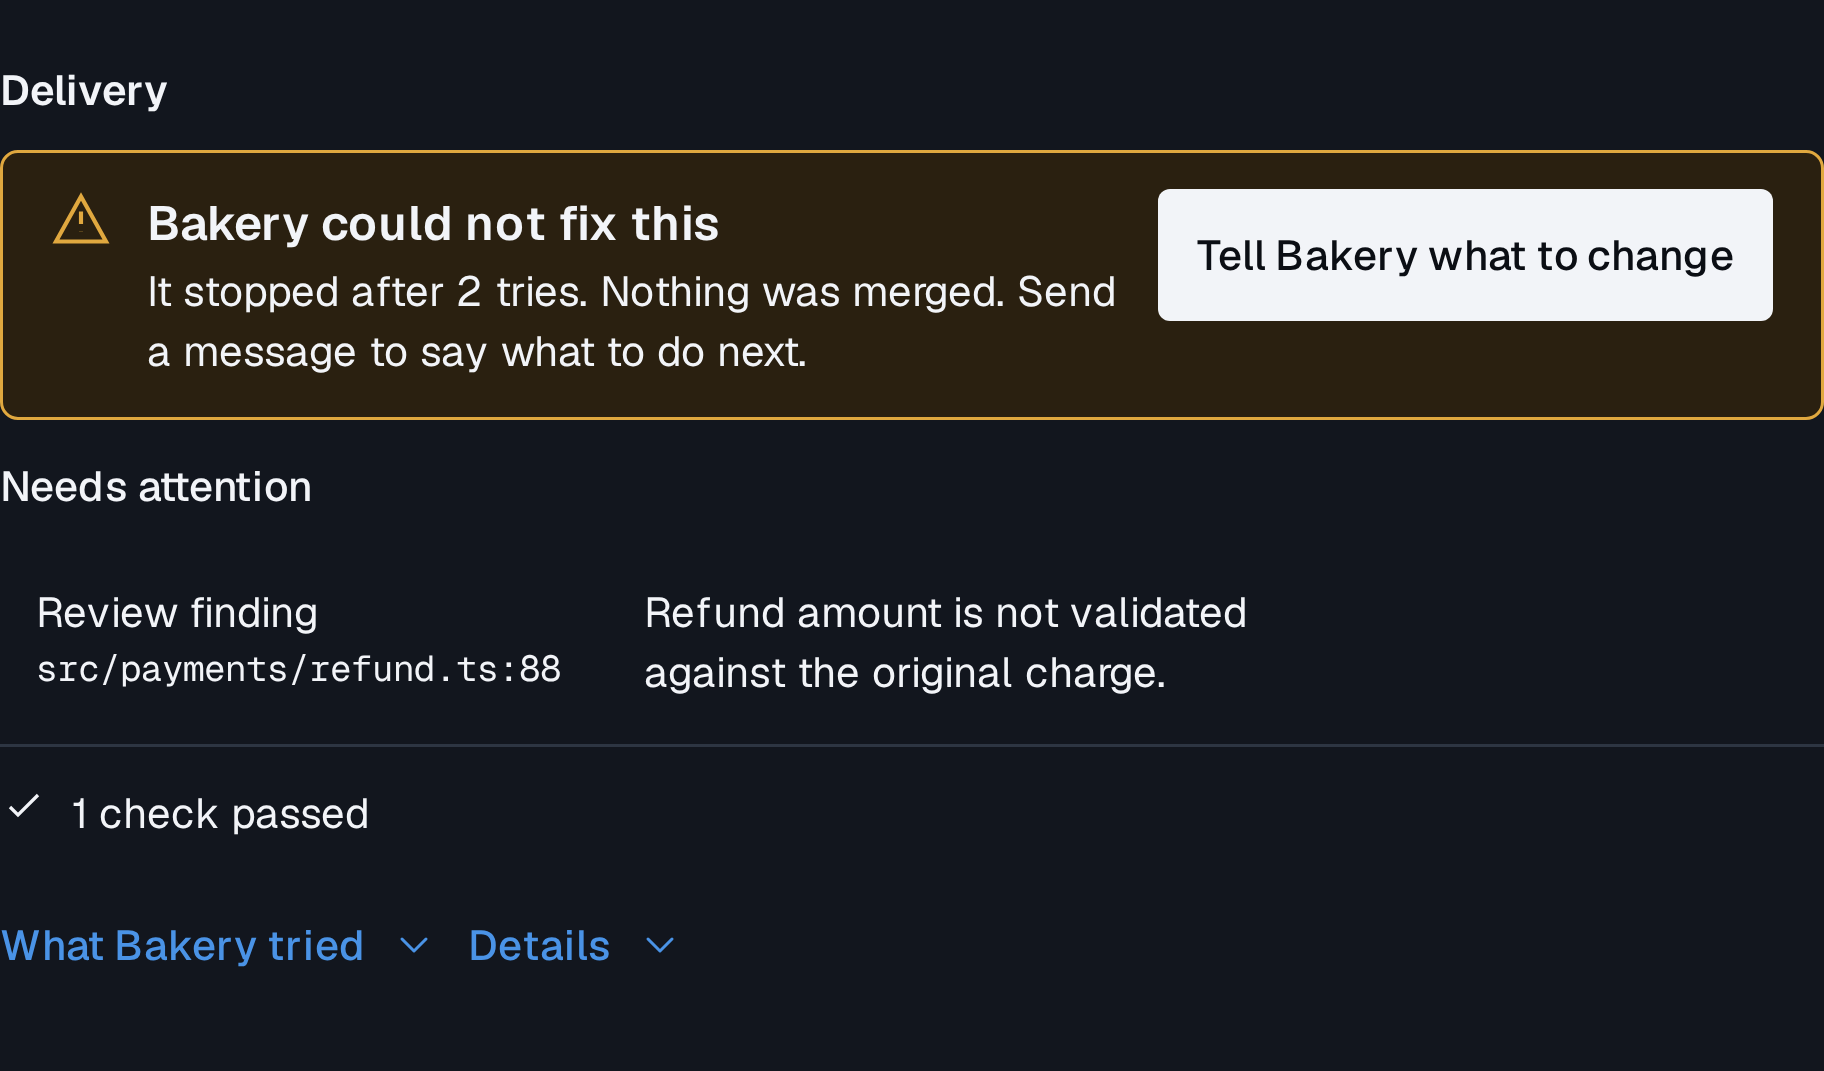 Delivery
Bakery could not fix this
It stopped after 2 tries. Nothing was merged. Send
a message to say what to do next.
Tell Bakery what to change
Needs attention
Review finding
src/payments/refund.ts:88
Refund amount is not validated
against the original charge.
1 check passed
What Bakery tried
Details